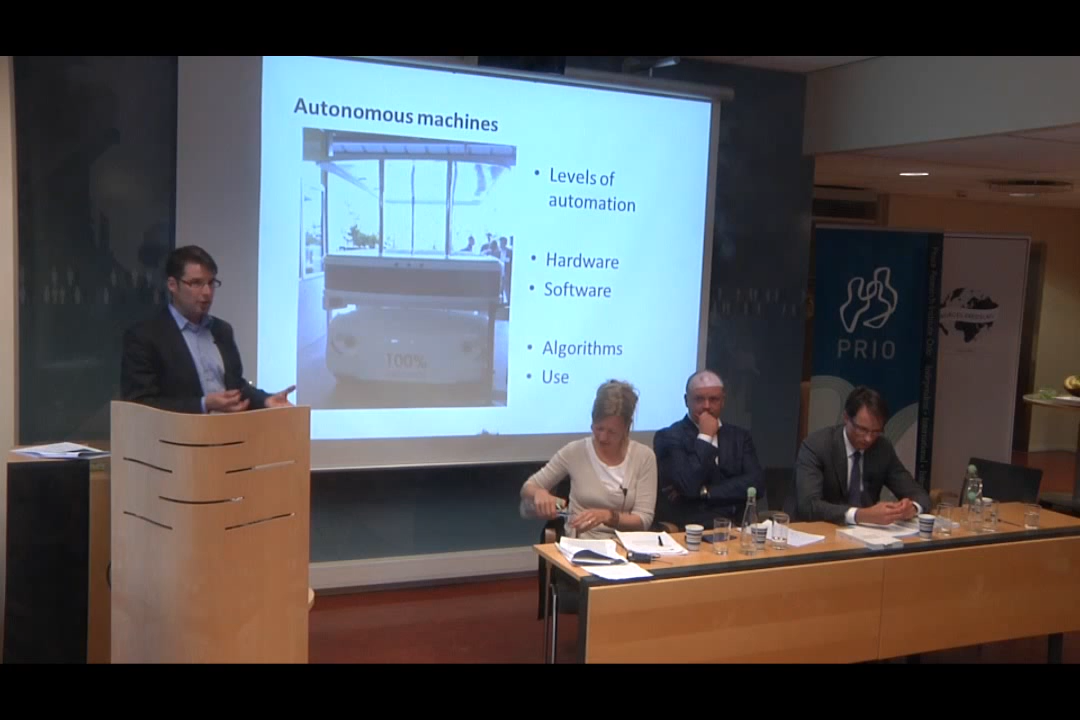 Autonomous machines
• Levels of
automation
• Hardware
• Software
• Algorithms
• Use
100%
PRIO